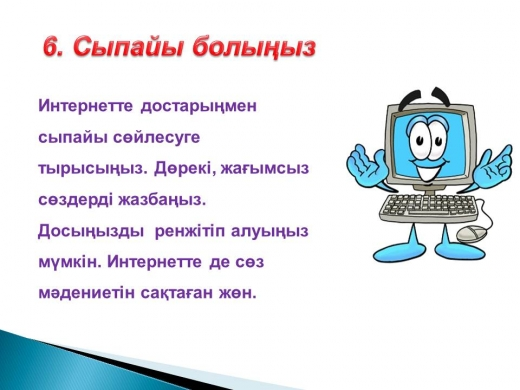 6. Сыпайы болыңыз
Интернетте достарыңмен
сыпайы сөйлесуге
тырысыңыз. Дөрекі, жағымсыз
сөздерді жазбаңыз.
Досыңызды ренжітіп алуыңыз
мүмкін. Интернетте де сөз
мәдениетін сақтаған жөн.